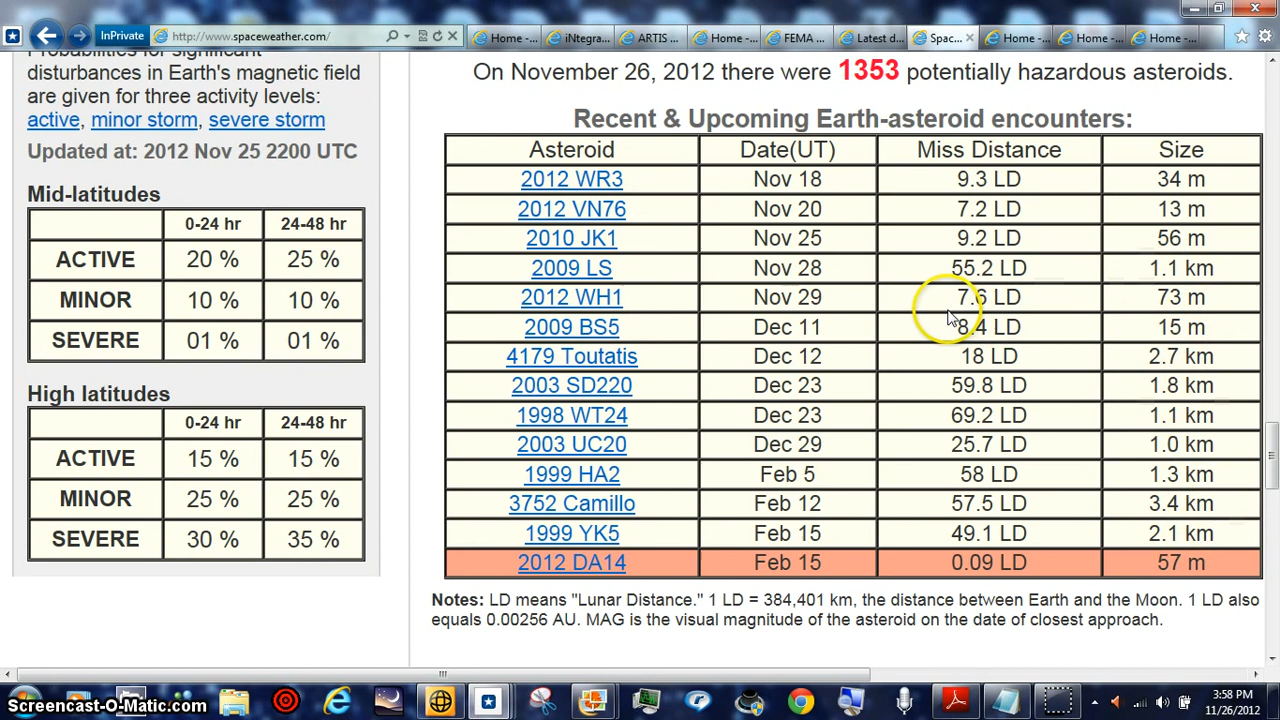 InPrivate
http://www.spaceweather.com/
Home -...
iNtegra...
ARTIS ...
Home -...
FEMA ...
Latest d...
Spac...
Home -...
Home -...
Home -...
Probabilities for significant
disturbances in Earth's magnetic field
are given for three activity levels:
active, minor storm, severe storm
Updated at: 2012 Nov 25 2200 UTC
Mid-latitudes
0-24 hr 24-48 hr
ACTIVE 20 % 25 %
MINOR 10 % 10 %
SEVERE 01 % 01 %
High latitudes
0-24 hr 24-48 hr
ACTIVE 15 % 15 %
MINOR 25 % 25 %
SEVERE 30 % 35 %
On November 26, 2012 there were 1353 potentially hazardous asteroids.
Recent & Upcoming Earth-asteroid encounters:
Asteroid Date(UT) Miss Distance Size
2012 WR3 Nov 18 9.3 LD 34 m
2012 VN76 Nov 20 7.2 LD 13 m
2010 JK1 Nov 25 9.2 LD 56 m
2009 LS Nov 28 55.2 LD 1.1 km
2012 WH1 Nov 29 7.6 LD 73 m
2009 BS5 Dec 11 8.4 LD 15 m
4179 Toutatis Dec 12 18 LD 2.7 km
2003 SD220 Dec 23 59.8 LD 1.8 km
1998 WT24 Dec 23 69.2 LD 1.1 km
2003 UC20 Dec 29 25.7 LD 1.0 km
1999 HA2 Feb 5 58 LD 1.3 km
3752 Camillo Feb 12 57.5 LD 3.4 km
1999 YK5 Feb 15 49.1 LD 2.1 km
2012 DA14 Feb 15 0.09 LD 57 m
Notes: LD means "Lunar Distance." 1 LD = 384,401 km, the distance between Earth and the Moon. 1 LD also
equals 0.00256 AU. MAG is the visual magnitude of the asteroid on the date of closest approach.
Screencast-O-Matic.com
3:58 PM
11/26/2012